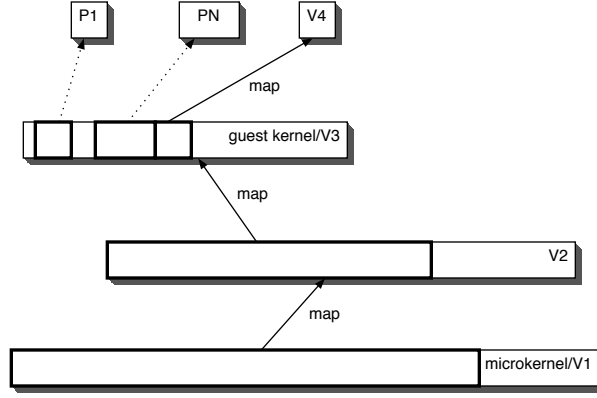 P1
PN
V4
map
guest kernel/V3
map
V2
map
microkernel/V1